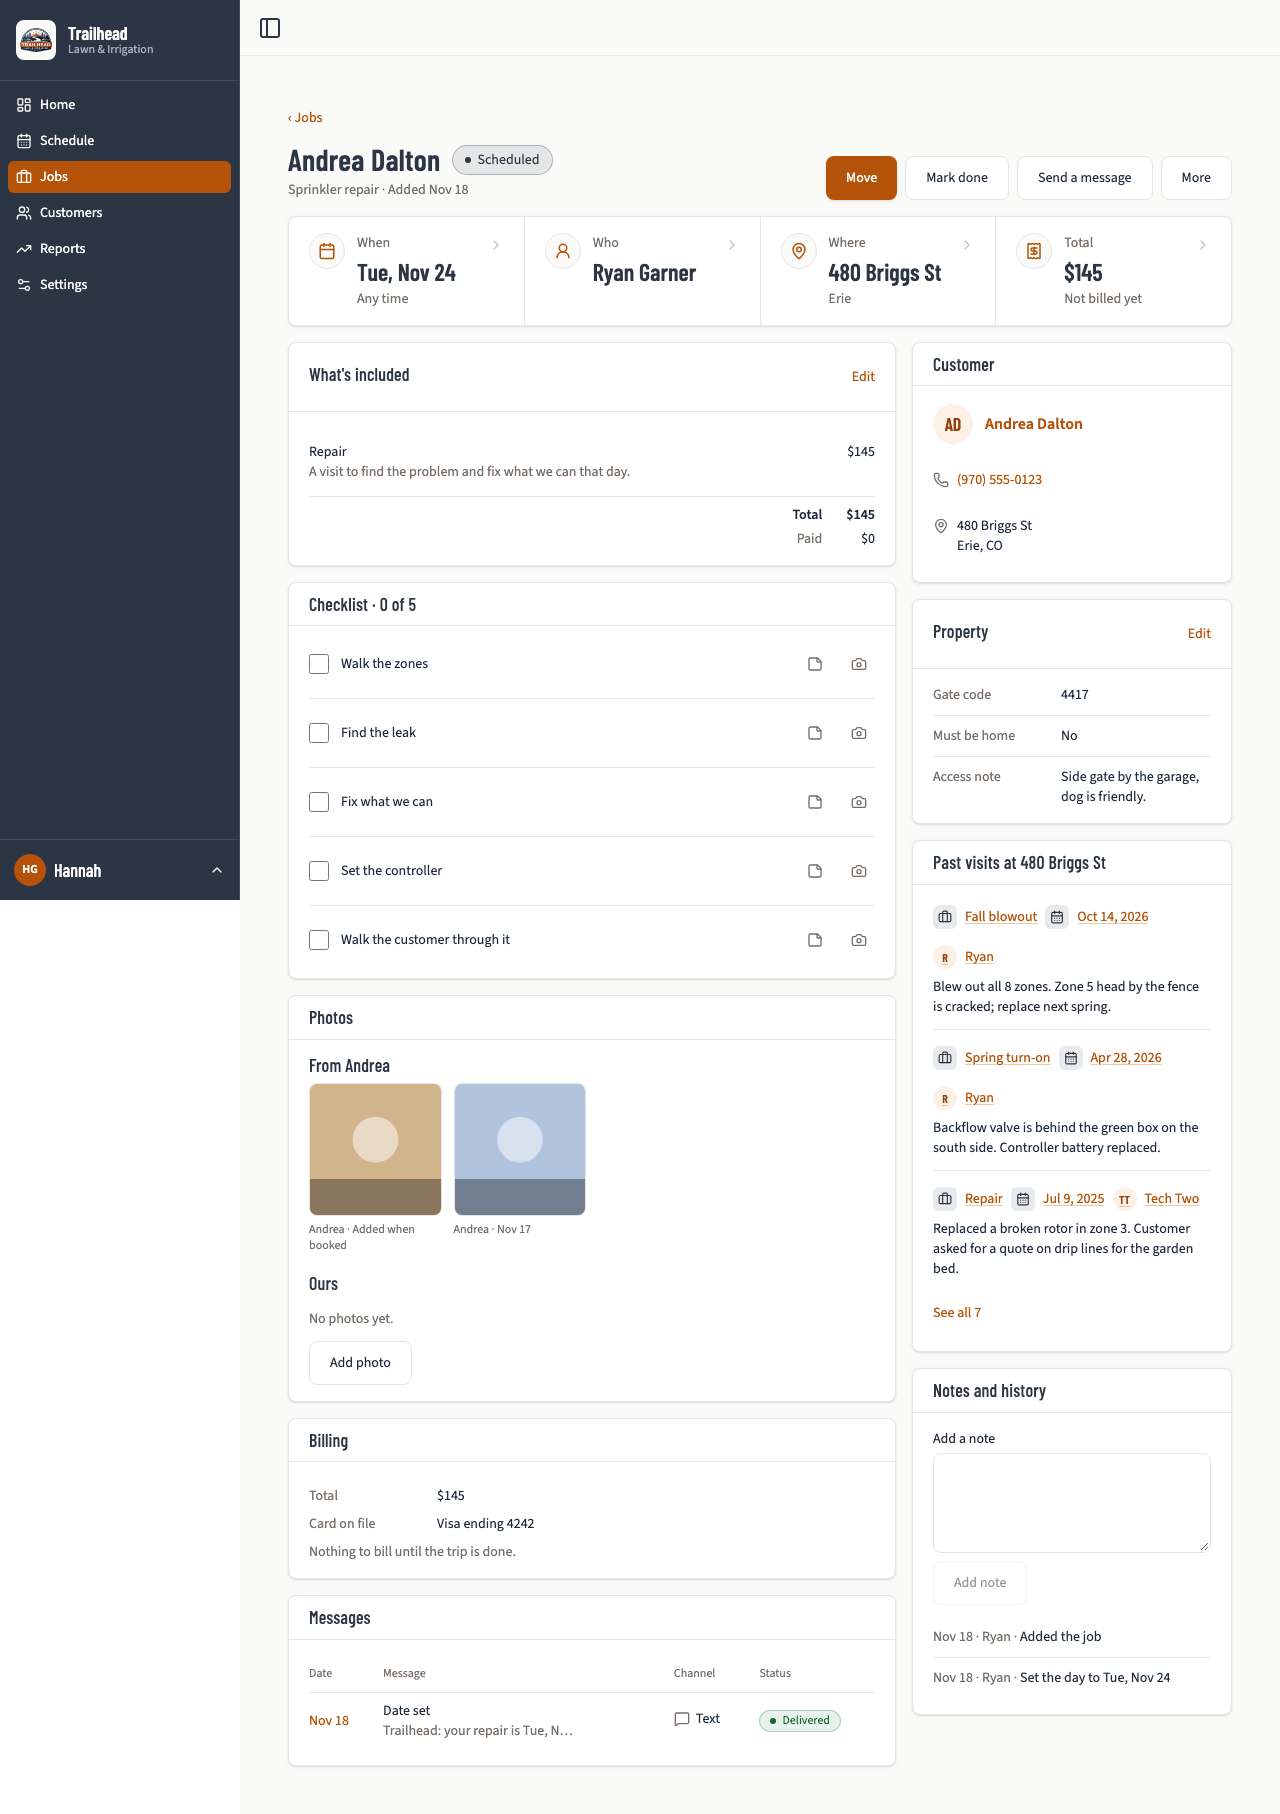 TRAILHEAD
Trailhead
Lawn & Irrigation
Home
Schedule
Jobs
Customers
Reports
Settings
HG
Hannah
‹ Jobs
Andrea Dalton
Scheduled
Sprinkler repair · Added Nov 18
Move
Mark done
Send a message
More
When
Tue, Nov 24
Any time
Who
Ryan Garner
Where
480 Briggs St
Erie
Total
$145
Not billed yet
What's included
Edit
Repair
$145
A visit to find the problem and fix what we can that day.
Total $145
Paid $0
Checklist · 0 of 5
Walk the zones
Find the leak
Fix what we can
Set the controller
Walk the customer through it
Photos
From Andrea
Andrea · Added when
booked
Andrea · Nov 17
Ours
No photos yet.
Add photo
Billing
Total $145
Card on file Visa ending 4242
Nothing to bill until the trip is done.
Messages
Date Message Channel Status
Nov 18
Date set
Trailhead: your repair is Tue, N…
Text
Delivered
Customer
AD
Andrea Dalton
(970) 555-0123
480 Briggs St
Erie, CO
Property
Edit
Gate code 4417
Must be home No
Access note Side gate by the garage,
dog is friendly.
Past visits at 480 Briggs St
Fall blowout Oct 14, 2026
R Ryan
Blew out all 8 zones. Zone 5 head by the fence
is cracked; replace next spring.
Spring turn-on Apr 28, 2026
R Ryan
Backflow valve is behind the green box on the
south side. Controller battery replaced.
Repair Jul 9, 2025 TT Tech Two
Replaced a broken rotor in zone 3. Customer
asked for a quote on drip lines for the garden
bed.
See all 7
Notes and history
Add a note
Add note
Nov 18 · Ryan · Added the job
Nov 18 · Ryan · Set the day to Tue, Nov 24